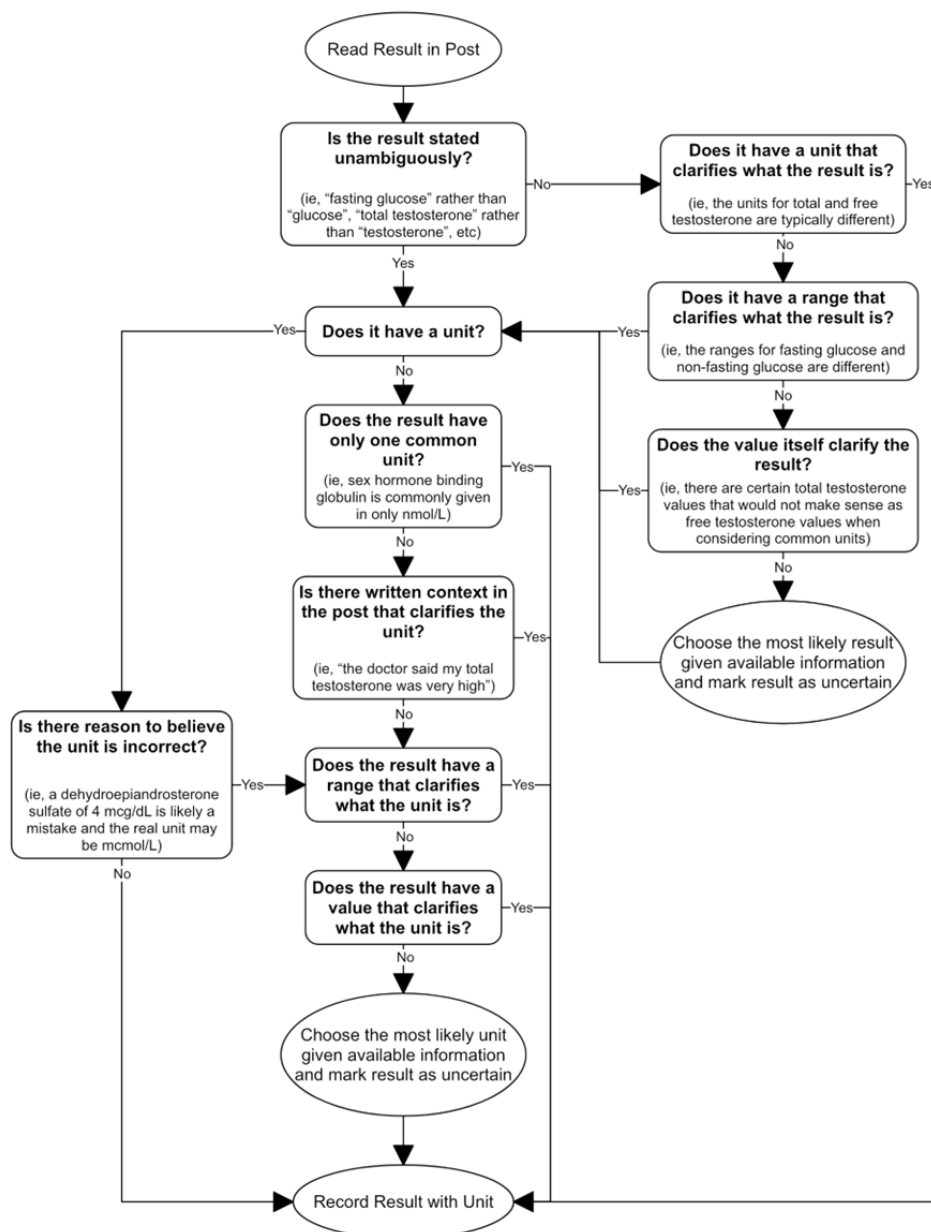 Read Result in Post
Is the result stated
unambiguously?
(ie, “fasting glucose” rather than
“glucose”, “total testosterone” rather
than “testosterone”, etc)
No
Does it have a unit that
clarifies what the result is?
(ie, the units for total and free
testosterone are typically different)
Yes
No
Yes
Does it have a range that
clarifies what the result is?
(ie, the ranges for fasting glucose and
non-fasting glucose are different)
Yes
No
Does it have a unit?
Yes
No
Does the value itself clarify the
result?
(ie, there are certain total testosterone
values that would not make sense as
free testosterone values when
considering common units)
Yes
No
Choose the most likely result
given available information
and mark result as uncertain
Does the result have
only one common
unit?
(ie, sex hormone binding
globulin is commonly given
in only nmol/L)
Yes
No
Is there written context in
the post that clarifies the
unit?
(ie, “the doctor said my total
testosterone was very high”)
Yes
No
Is there reason to believe
the unit is incorrect?
(ie, a dehydroepiandrosterone
sulfate of 4 mcg/dL is likely a
mistake and the real unit may
be mcmol/L)
Yes
No
Does the result have a
range that clarifies
what the unit is?
Yes
No
Does the result have a
value that clarifies
what the unit is?
Yes
No
Choose the most likely unit
given available information
and mark result as uncertain
Record Result with Unit